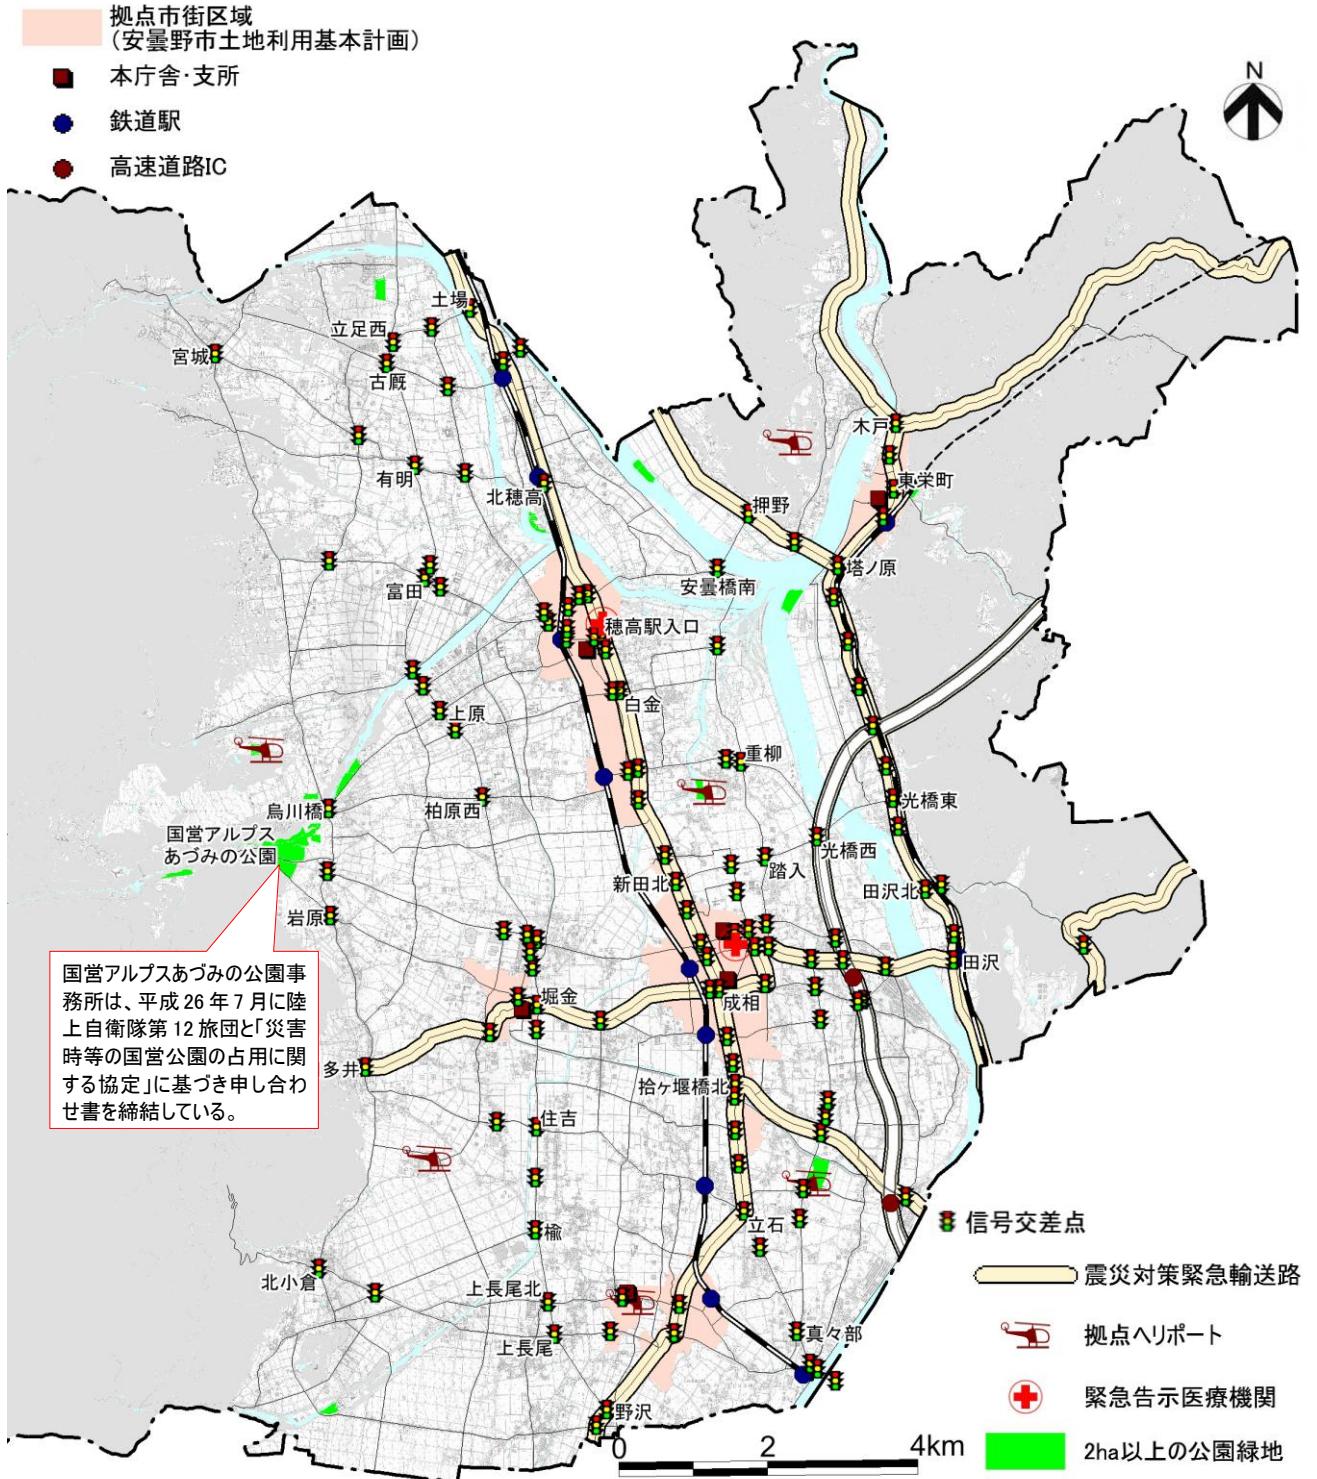 拠点市街区域
(安曇野市土地利用基本計画)
本庁舎・支所
鉄道駅
高速道路IC
N
土場
立足西
宮城
古厩
木戸
有明
東栄町
北穂高
押野
塔ノ原
安曇橋南
富田
穂高駅入口
白金
上原
重柳
烏川橋
柏原西
光橋東
国営アルプス
あづみの公園
光橋西
踏入
新田北
田沢北
岩原
田沢
国営アルプスあづみの公園事
務所は、平成26年7月に陸
上自衛隊第12旅団と「災害
時等の国営公園の占用に関
する協定」に基づき申し合わ
せ書を締結している。
堀金
成相
多井
拾ヶ堰橋北
住吉
立石
信号交差点
楡
震災対策緊急輸送路
北小倉
上長尾北
拠点ヘリポート
真々部
上長尾
緊急告示医療機関
野沢
0 2 4km
2ha以上の公園緑地